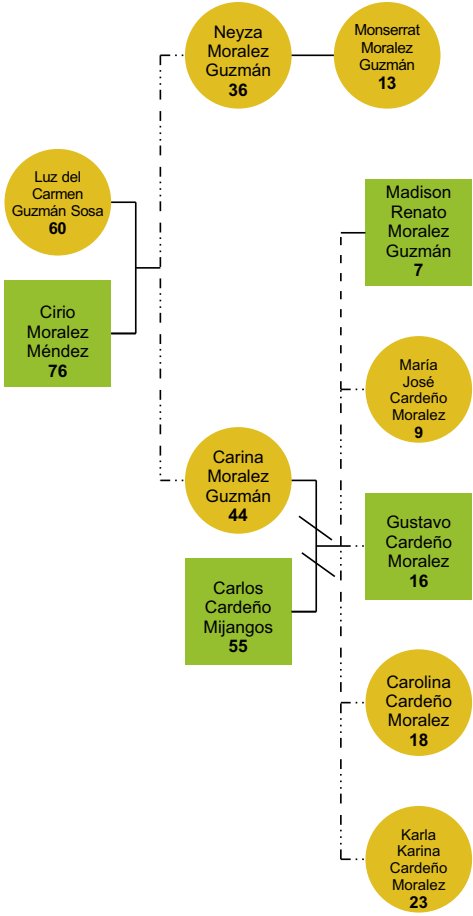 Neyza
Moralez
Guzmán
36
Monserrat
Moralez
Guzmán
13
Luz del
Carmen
Guzmán Sosa
60
Cirio
Moralez
Méndez
76
Madison
Renato
Moralez
Guzmán
7
María
José
Cardeño
Moralez
9
Carina
Moralez
Guzmán
44
Carlos
Cardeño
Mijangos
55
Gustavo
Cardeño
Moralez
16
Carolina
Cardeño
Moralez
18
Karla
Karina
Cardeño
Moralez
23